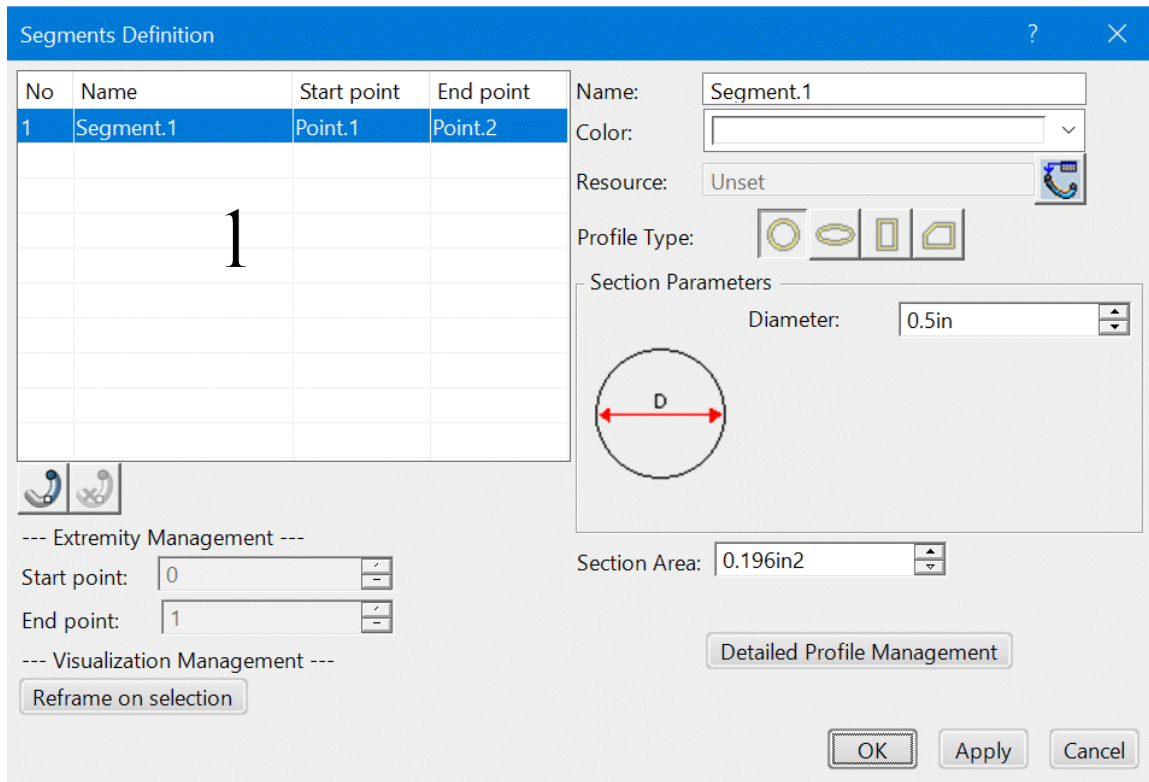 Segments Definition ?
No Name Start point End point
1 Segment.1 Point.1 Point.2
1
--- Extremity Management ---
Start point: 0
End point: 1
--- Visualization Management ---
Reframe on selection
Name: Segment.1
Color:
Resource: Unset
Profile Type:
Section Parameters
Diameter: 0.5in
D
Section Area: 0.196in2
Detailed Profile Management
OK Apply Cancel